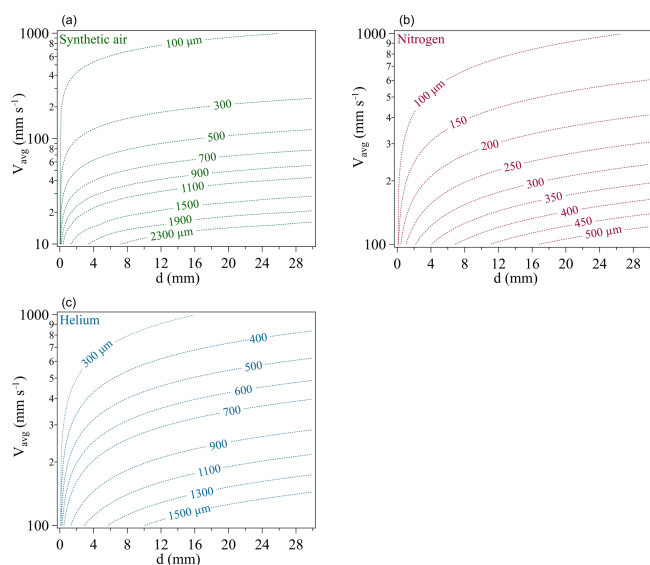 (a)
Synthetic air
1000
8
6
4
2
100
8
6
4
2
10
V_avg (mm s⁻¹)
100 µm
300
500
700
900
1100
1500
1900
2300 µm
0 4 8 12 16 20 24 28
d (mm)
(b)
Nitrogen
1000
9
8
7
6
5
4
3
2
100
V_avg (mm s⁻¹)
100 µm
150
200
250
300
350
400
450
500 µm
0 4 8 12 16 20 24 28
d (mm)
(c)
Helium
1000
9
8
7
6
5
4
3
2
100
V_avg (mm s⁻¹)
300 µm
400
500
600
700
900
1100
1300
1500 µm
0 4 8 12 16 20 24 28
d (mm)